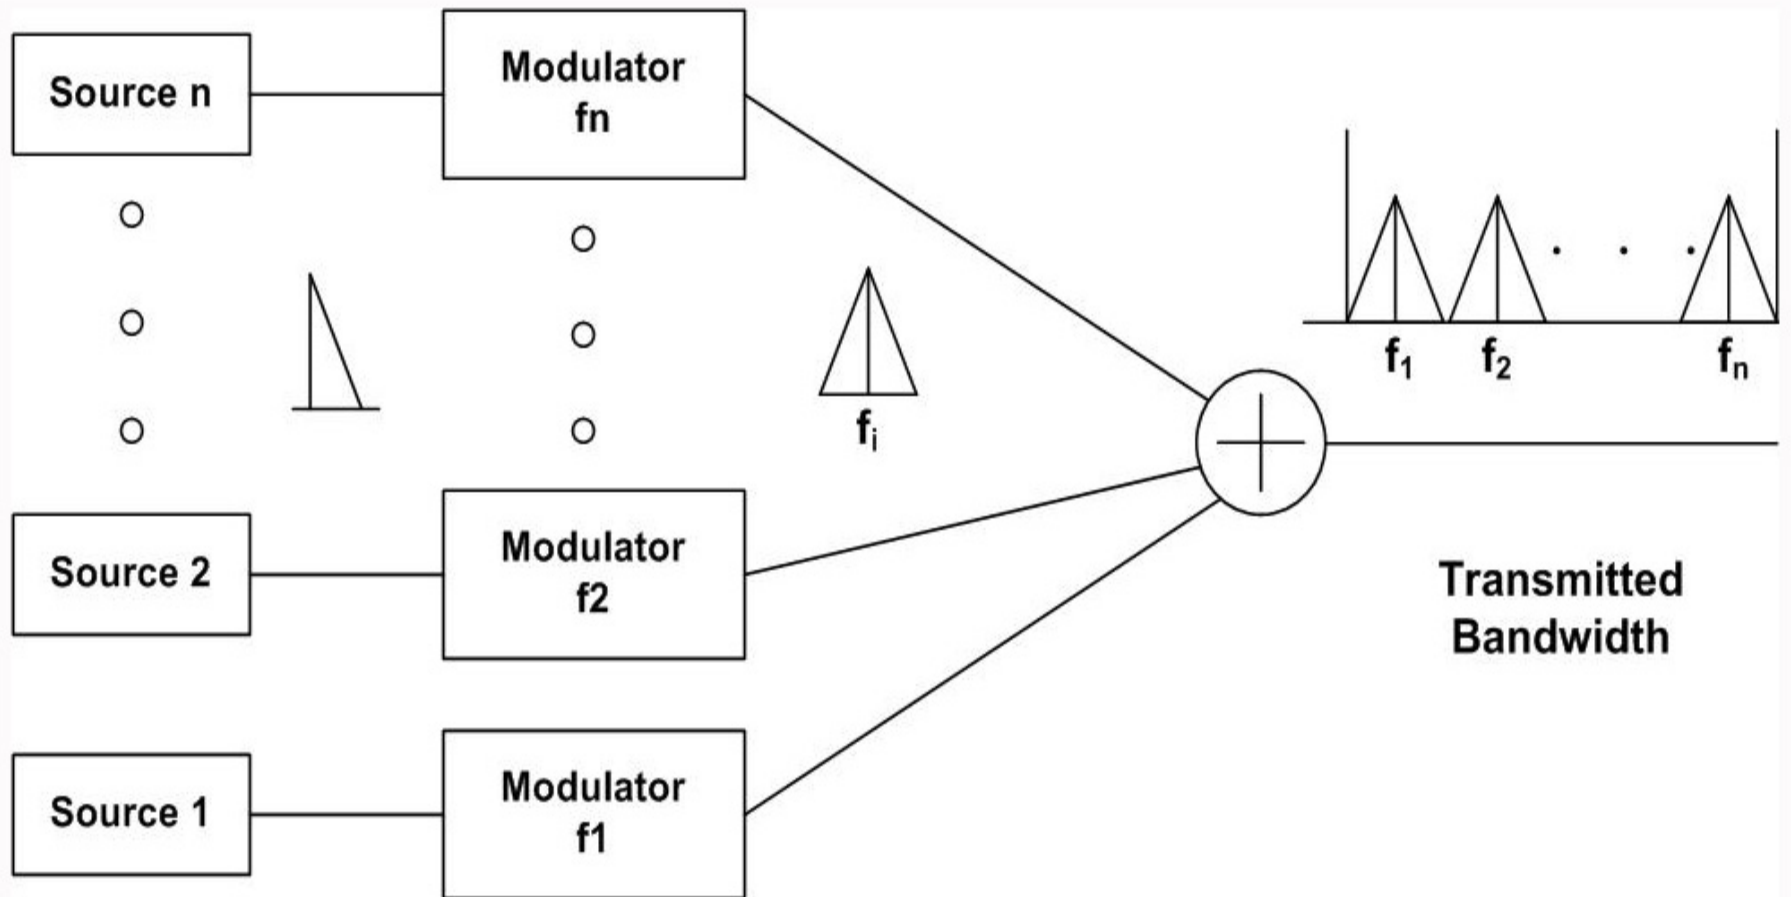 Source n
Modulator
fn
f₁
f₂
fₙ
fᵢ
Source 2
Modulator
f2
Transmitted
Bandwidth
Source 1
Modulator
f1